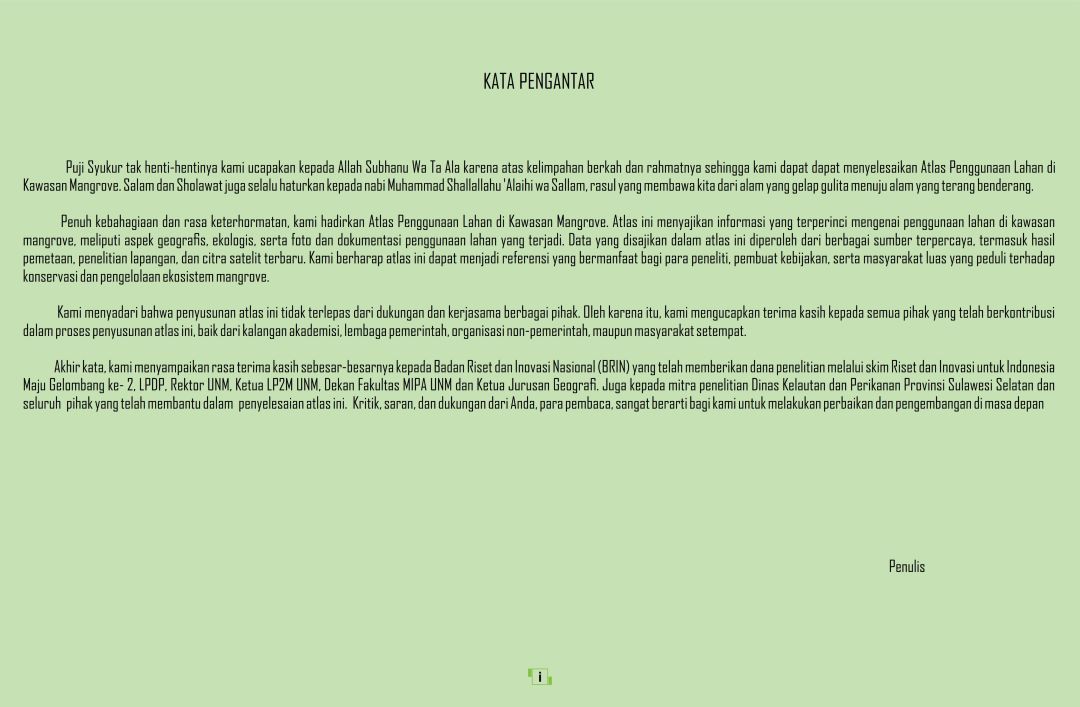 KATA PENGANTAR
Puji Syukur tak henti-hentinya kami ucapakan kepada Allah Subhanu Wa Ta Ala karena atas kelimpahan berkah dan rahmatnya sehingga kami dapat dapat menyelesaikan Atlas Penggunaan Lahan di
Kawasan Mangrove. Salam dan Sholawat juga selalu haturkan kepada nabi Muhammad Shallallahu 'Alaihi wa Sallam, rasul yang membawa kita dari alam yang gelap gulita menuju alam yang terang benderang.
Penuh kebahagiaan dan rasa keterhormatan, kami hadirkan Atlas Penggunaan Lahan di Kawasan Mangrove. Atlas ini menyajikan informasi yang terperinci mengenai penggunaan lahan di kawasan
mangrove, meliputi aspek geografis, ekologis, serta foto dan dokumentasi penggunaan lahan yang terjadi. Data yang disajikan dalam atlas ini diperoleh dari berbagai sumber terpercaya, termasuk hasil
pemetaan, penelitian lapangan, dan citra satelit terbaru. Kami berharap atlas ini dapat menjadi referensi yang bermanfaat bagi para peneliti, pembuat kebijakan, serta masyarakat luas yang peduli terhadap
konservasi dan pengelolaan ekosistem mangrove.
Kami menyadari bahwa penyusunan atlas ini tidak terlepas dari dukungan dan kerjasama berbagai pihak. Oleh karena itu, kami mengucapkan terima kasih kepada semua pihak yang telah berkontribusi
dalam proses penyusunan atlas ini, baik dari kalangan akademisi, lembaga pemerintah, organisasi non-pemerintah, maupun masyarakat setempat.
Akhir kata, kami menyampaikan rasa terima kasih sebesar-besarnya kepada Badan Riset dan Inovasi Nasional (BRIN) yang telah memberikan dana penelitian melalui skim Riset dan Inovasi untuk Indonesia
Maju Gelombang ke- 2, LPDP, Rektor UNM, Ketua LP2M UNM, Dekan Fakultas MIPA UNM dan Ketua Jurusan Geografi. Juga kepada mitra penelitian Dinas Kelautan dan Perikanan Provinsi Sulawesi Selatan dan
seluruh pihak yang telah membantu dalam penyelesaian atlas ini. Kritik, saran, dan dukungan dari Anda, para pembaca, sangat berarti bagi kami untuk melakukan perbaikan dan pengembangan di masa depan
Penulis
i